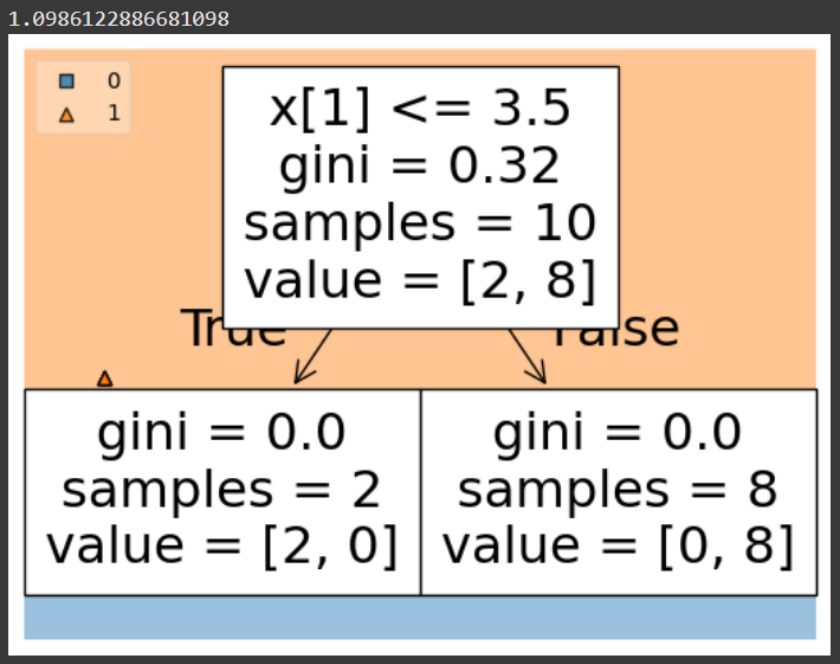 1.0986122886681098
0
1
x[1] <= 3.5
gini = 0.32
samples = 10
value = [2, 8]
True
False
gini = 0.0
samples = 2
value = [2, 0]
gini = 0.0
samples = 8
value = [0, 8]